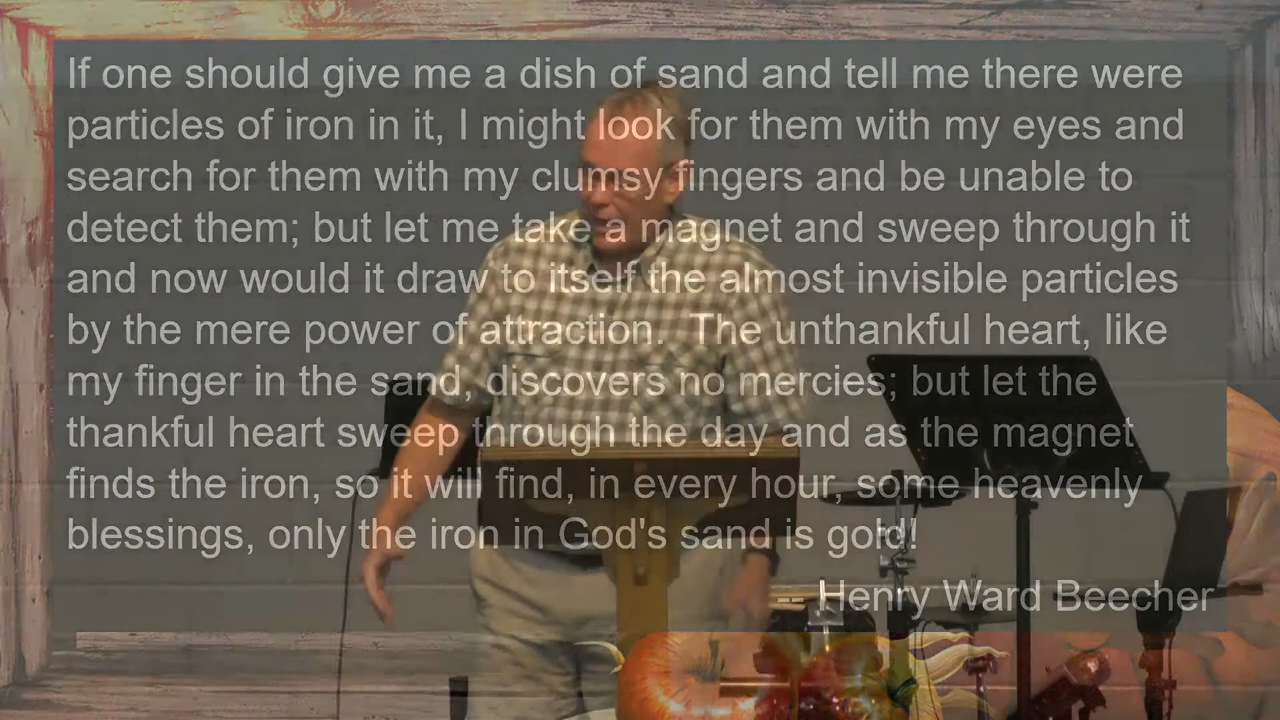 If one should give me a dish of sand and tell me there were
particles of iron in it, I might look for them with my eyes and
search for them with my clumsy fingers and be unable to
detect them; but let me take a magnet and sweep through it
and now would it draw to itself the almost invisible particles
by the mere power of attraction.  The unthankful heart, like
my finger in the sand, discovers no mercies; but let the
thankful heart sweep through the day and as the magnet
finds the iron, so it will find, in every hour, some heavenly
blessings, only the iron in God's sand is gold!
Henry Ward Beecher